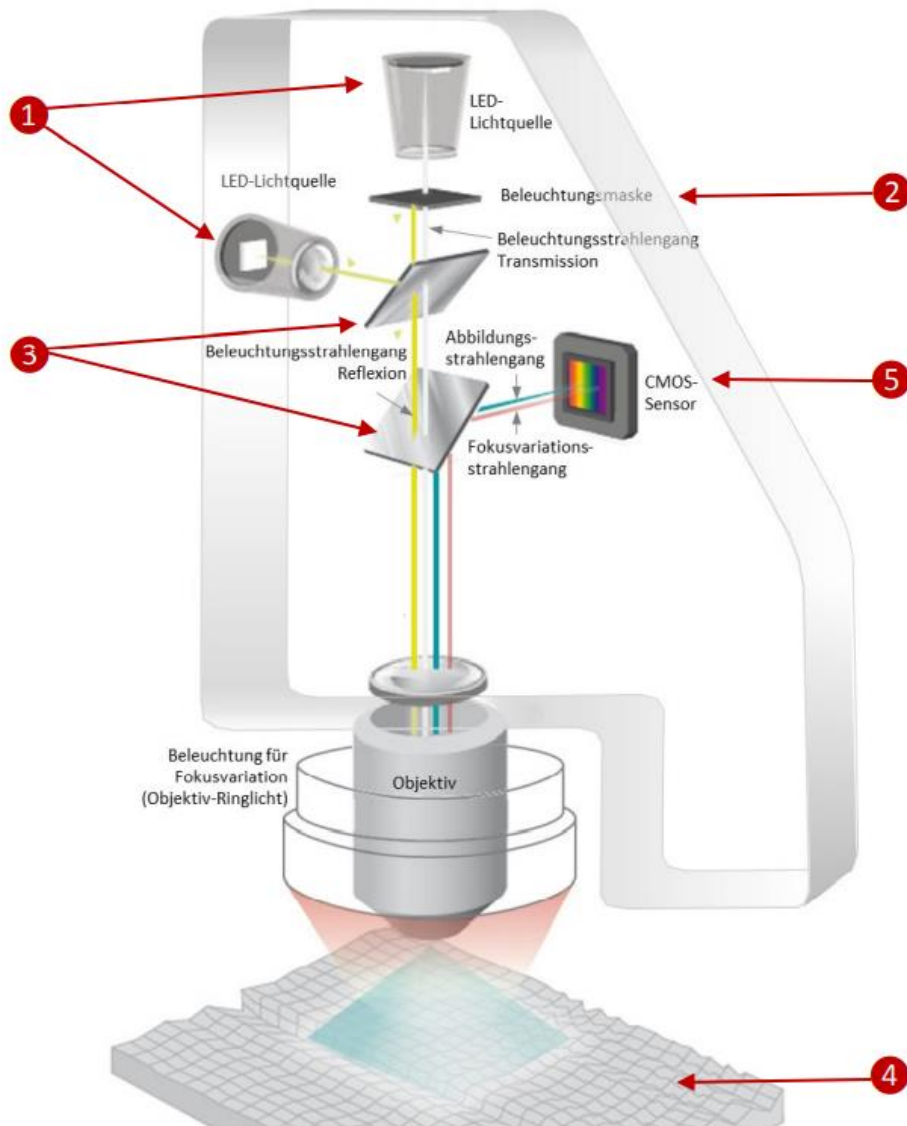 1
LED-
Lichtquelle
LED-Lichtquelle
Beleuchtungsmaske
2
Beleuchtungsstrahlengang
Transmission
3
Beleuchtungsstrahlengang
Reflexion
Abbildungs-
strahlengang
CMOS-
Sensor
5
Fokusvariations-
strahlengang
Beleuchtung für
Fokusvariation
(Objektiv-Ringlicht)
Objektiv
4